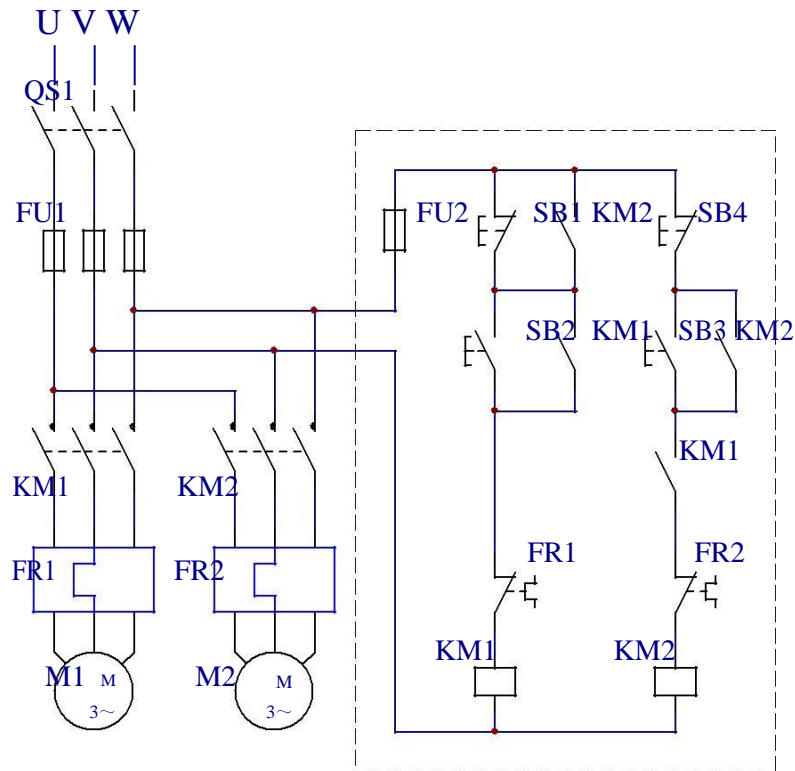 U V W
QS1
FU1
FU2 SB1 KM2 SB4
SB2 KM1 SB3 KM2
KM1
KM1 KM2
FR1 FR2
FR1 FR2
KM1 KM2
M1 M M2 M
3~ 3~